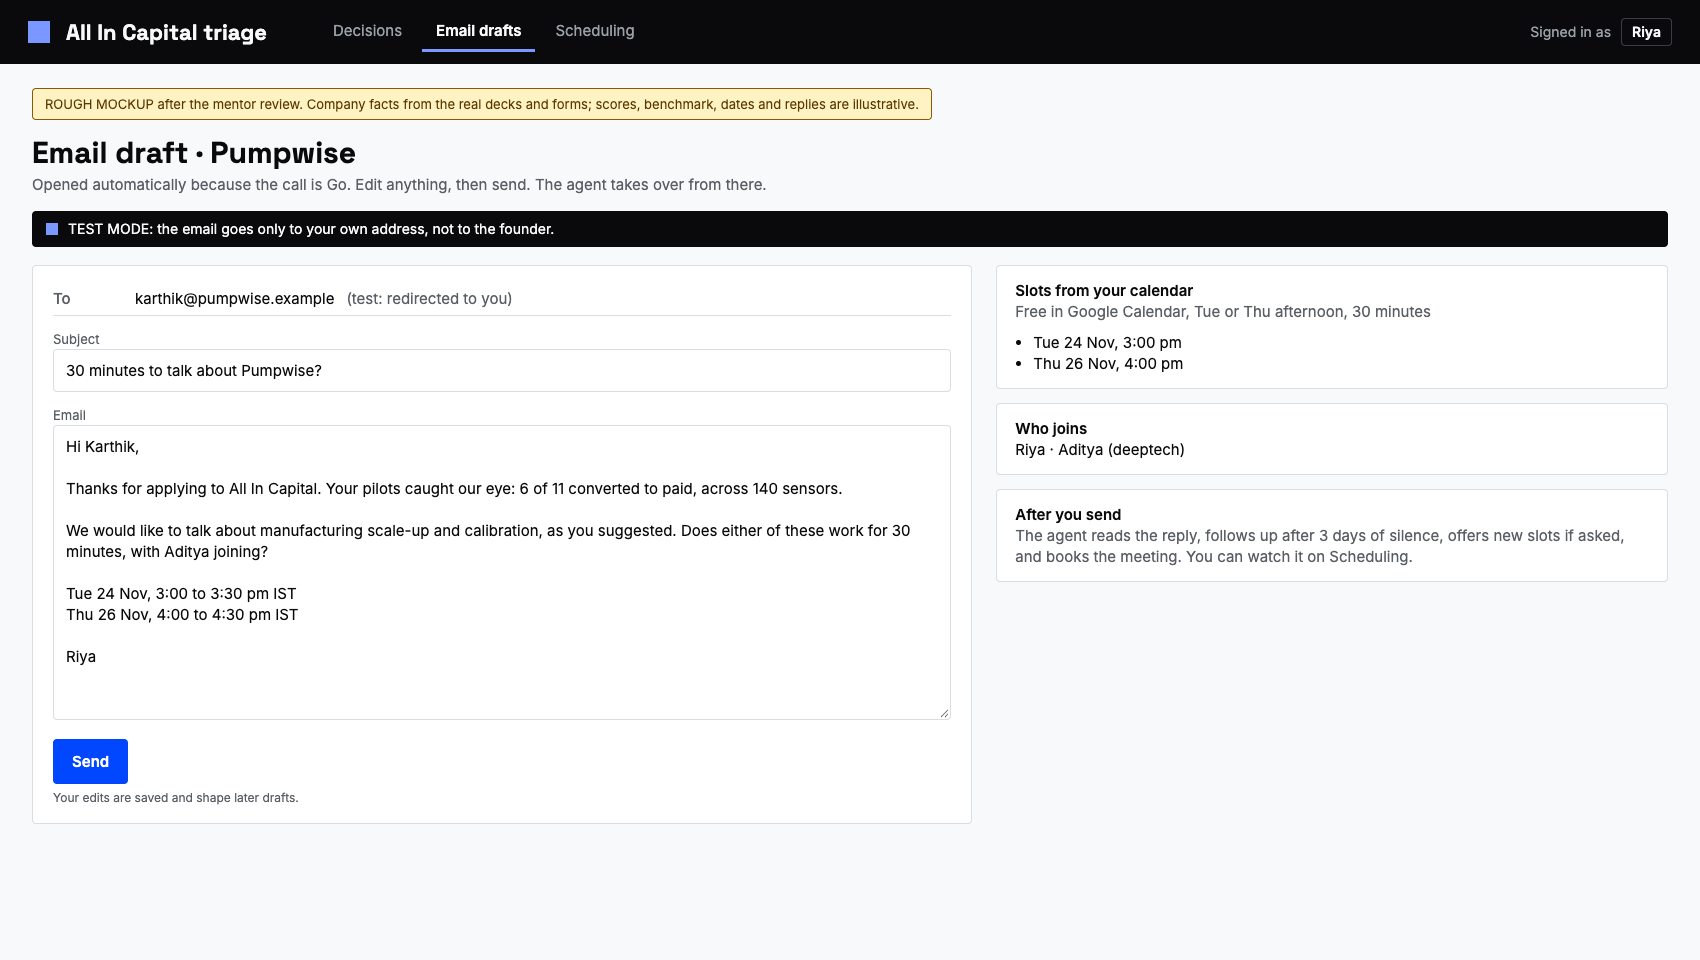 All In Capital triage
Decisions
Email drafts
Scheduling
Signed in as Riya
ROUGH MOCKUP after the mentor review. Company facts from the real decks and forms; scores, benchmark, dates and replies are illustrative.
Email draft · Pumpwise
Opened automatically because the call is Go. Edit anything, then send. The agent takes over from there.
TEST MODE: the email goes only to your own address, not to the founder.
To karthik@pumpwise.example (test: redirected to you)
Subject
30 minutes to talk about Pumpwise?
Email
Hi Karthik,
Thanks for applying to All In Capital. Your pilots caught our eye: 6 of 11 converted to paid, across 140 sensors.
We would like to talk about manufacturing scale-up and calibration, as you suggested. Does either of these work for 30
minutes, with Aditya joining?
Tue 24 Nov, 3:00 to 3:30 pm IST
Thu 26 Nov, 4:00 to 4:30 pm IST
Riya
Send
Your edits are saved and shape later drafts.
Slots from your calendar
Free in Google Calendar, Tue or Thu afternoon, 30 minutes
• Tue 24 Nov, 3:00 pm
• Thu 26 Nov, 4:00 pm
Who joins
Riya · Aditya (deeptech)
After you send
The agent reads the reply, follows up after 3 days of silence, offers new slots if asked,
and books the meeting. You can watch it on Scheduling.